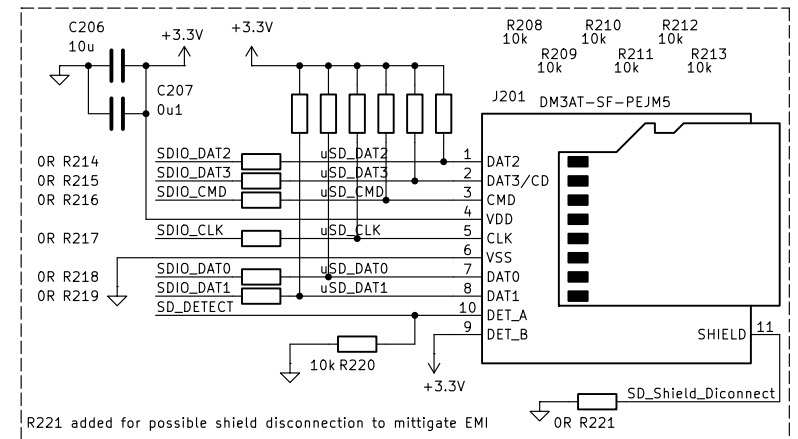 C206
10u
+3.3V
+3.3V
C207
0u1
R208
10k
R210
10k
R212
10k
R209
10k
R211
10k
R213
10k
J201 DM3AT-SF-PEJM5
0R R214 SDIO_DAT2 uSD_DAT2 1 DAT2
0R R215 SDIO_DAT3 uSD_DAT3 2 DAT3/CD
0R R216 SDIO_CMD uSD_CMD 3 CMD
4 VDD
0R R217 SDIO_CLK uSD_CLK 5 CLK
6 VSS
0R R218 SDIO_DAT0 uSD_DAT0 7 DAT0
0R R219 SDIO_DAT1 uSD_DAT1 8 DAT1
SD_DETECT 10 DET_A
9 DET_B
SHIELD 11
10k R220
+3.3V
SD_Shield_Diconnect
0R R221
R221 added for possible shield disconnection to mittigate EMI